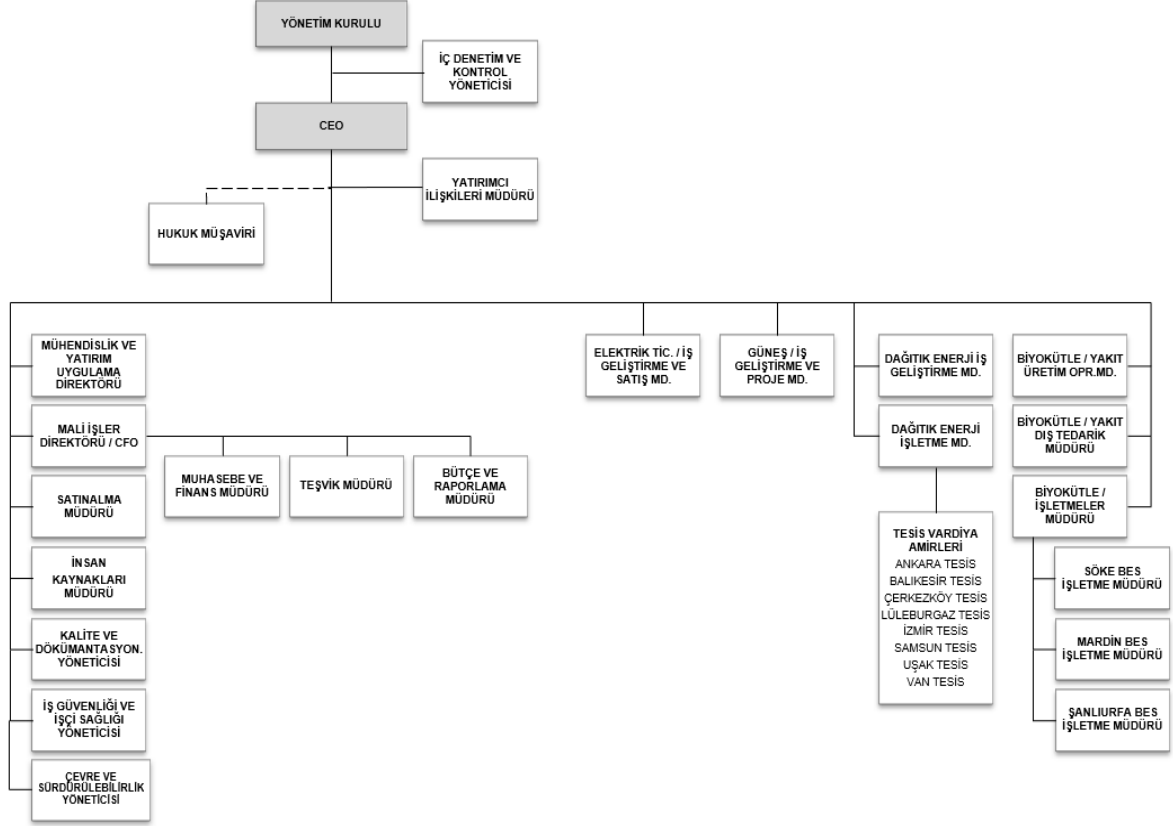 YÖNETİM KURULU
İÇ DENETİM VE
KONTROL
YÖNETİCİSİ
CEO
YATIRIMCI
İLİŞKİLERİ MÜDÜRÜ
HUKUK MÜŞAVİRİ
MÜHENDİSLİK VE
YATIRIM
UYGULAMA
DİREKTÖRÜ
MALİ İŞLER
DİREKTÖRÜ / CFO
MUHASEBE VE
FİNANS MÜDÜRÜ
TEŞVİK MÜDÜRÜ
BÜTÇE VE
RAPORLAMA
MÜDÜRÜ
SATINALMA
MÜDÜRÜ
İNSAN
KAYNAKLARI
MÜDÜRÜ
KALİTE VE
DÖKÜMANTASYON.
YÖNETİCİSİ
İŞ GÜVENLİĞİ VE
İŞÇİ SAĞLIĞI
YÖNETİCİSİ
ÇEVRE VE
SÜRDÜRÜLEBİLİRLİK
YÖNETİCİSİ
ELEKTRİK TİC. / İŞ
GELİŞTİRME VE
SATIŞ MD.
GÜNEŞ / İŞ
GELİŞTİRME VE
PROJE MD.
DAĞITIK ENERJİ İŞ
GELİŞTİRME MD.
DAĞITIK ENERJİ
İŞLETME MD.
TESİS VARDİYA
AMİRLERİ
ANKARA TESİS
BALIKESİR TESİS
ÇERKEZKÖY TESİS
LÜLEBURGAZ TESİS
İZMİR TESİS
SAMSUN TESİS
UŞAK TESİS
VAN TESİS
BİYOKÜTLE / YAKIT
ÜRETİM OPR.MD.
BİYOKÜTLE / YAKIT
DIŞ TEDARİK
MÜDÜRÜ
BİYOKÜTLE /
İŞLETMELER
MÜDÜRÜ
SÖKE BES
İŞLETME MÜDÜRÜ
MARDİN BES
İŞLETME MÜDÜRÜ
ŞANLIURFA BES
İŞLETME MÜDÜRÜ